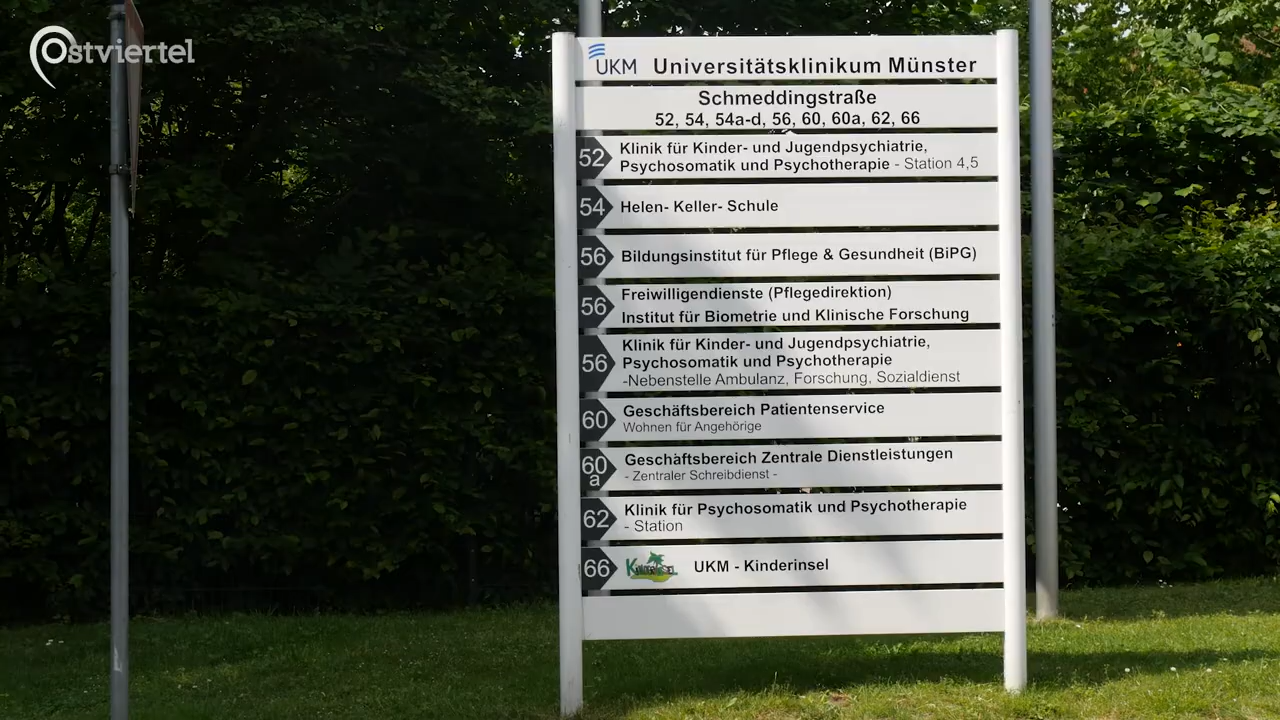 Ostviertel
UKM Universitätsklinikum Münster
Schmeddingstraße
52, 54, 54a-d, 56, 60, 60a, 62, 66
52 Klinik für Kinder- und Jugendpsychiatrie,
Psychosomatik und Psychotherapie - Station 4,5
54 Helen- Keller- Schule
56 Bildungsinstitut für Pflege & Gesundheit (BiPG)
56 Freiwilligendienste (Pflegedirektion)
Institut für Biometrie und Klinische Forschung
56 Klinik für Kinder- und Jugendpsychiatrie,
Psychosomatik und Psychotherapie
-Nebenstelle Ambulanz, Forschung, Sozialdienst
60 Geschäftsbereich Patientenservice
Wohnen für Angehörige
60 a Geschäftsbereich Zentrale Dienstleistungen
- Zentraler Schreibdienst -
62 Klinik für Psychosomatik und Psychotherapie
- Station
66 KINDERINSEL UKM - Kinderinsel